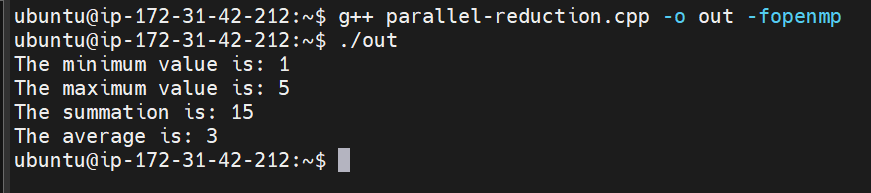 ubuntu@ip-172-31-42-212:~$ g++ parallel-reduction.cpp -o out -fopenmp
ubuntu@ip-172-31-42-212:~$ ./out
The minimum value is: 1
The maximum value is: 5
The summation is: 15
The average is: 3
ubuntu@ip-172-31-42-212:~$